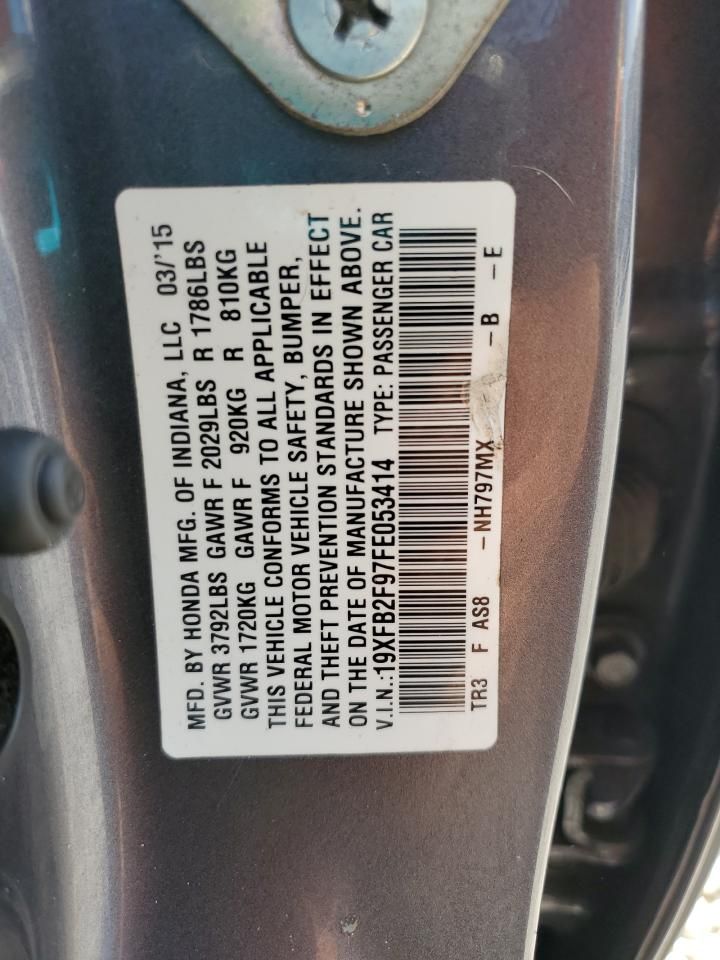 MFD. BY HONDA MFG. OF INDIANA, LLC 03/'15
GVWR 3792LBS GAWR F 2029LBS R 1786LBS
GVWR 1720KG GAWR F 920KG R 810KG
THIS VEHICLE CONFORMS TO ALL APPLICABLE
FEDERAL MOTOR VEHICLE SAFETY, BUMPER,
AND THEFT PREVENTION STANDARDS IN EFFECT
ON THE DATE OF MANUFACTURE SHOWN ABOVE.
V.I.N.:19XFB2F97FE053414 TYPE: PASSENGER CAR
TR3 F AS8 -NH797MX -B -E